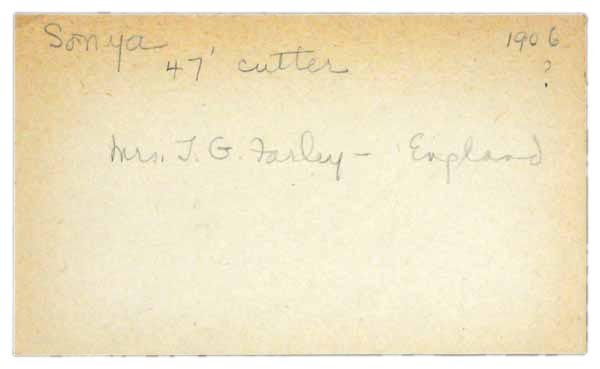 Sonya 1906
47' cutter ?
Mrs. T. G. Farley - England